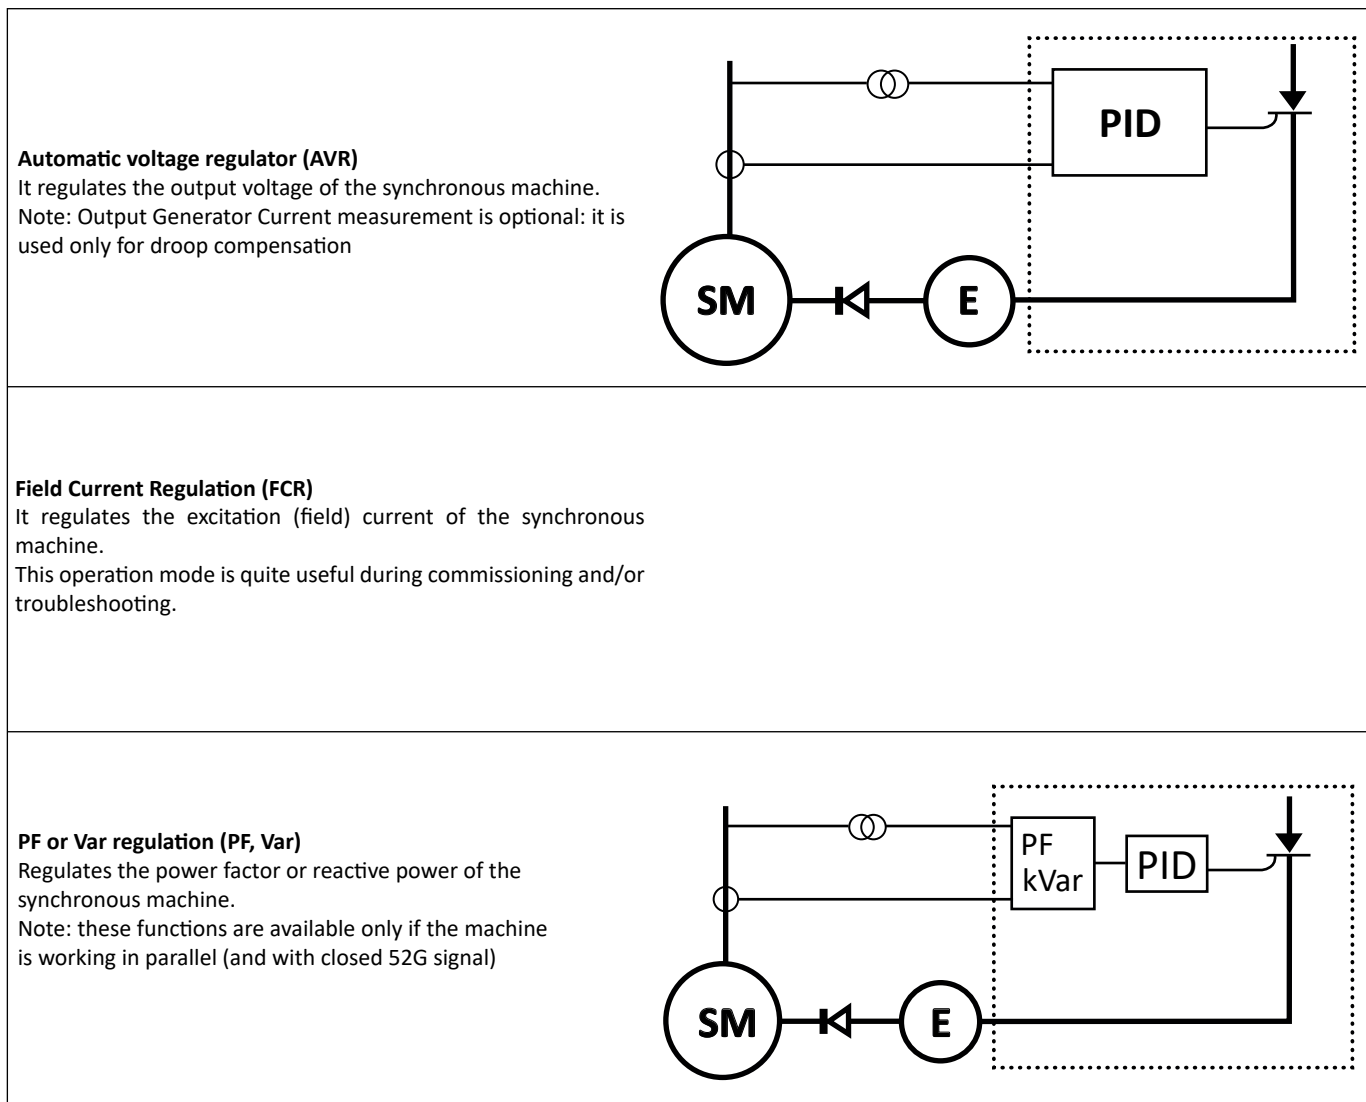 Automatic voltage regulator (AVR)
It regulates the output voltage of the synchronous machine.
Note: Output Generator Current measurement is optional: it is
used only for droop compensation
PID
SM
E
Field Current Regulation (FCR)
It regulates the excitation (field) current of the synchronous
machine.
This operation mode is quite useful during commissioning and/or
troubleshooting.
PF or Var regulation (PF, Var)
Regulates the power factor or reactive power of the
synchronous machine.
Note: these functions are available only if the machine
is working in parallel (and with closed 52G signal)
PF
kVar
PID
SM
E